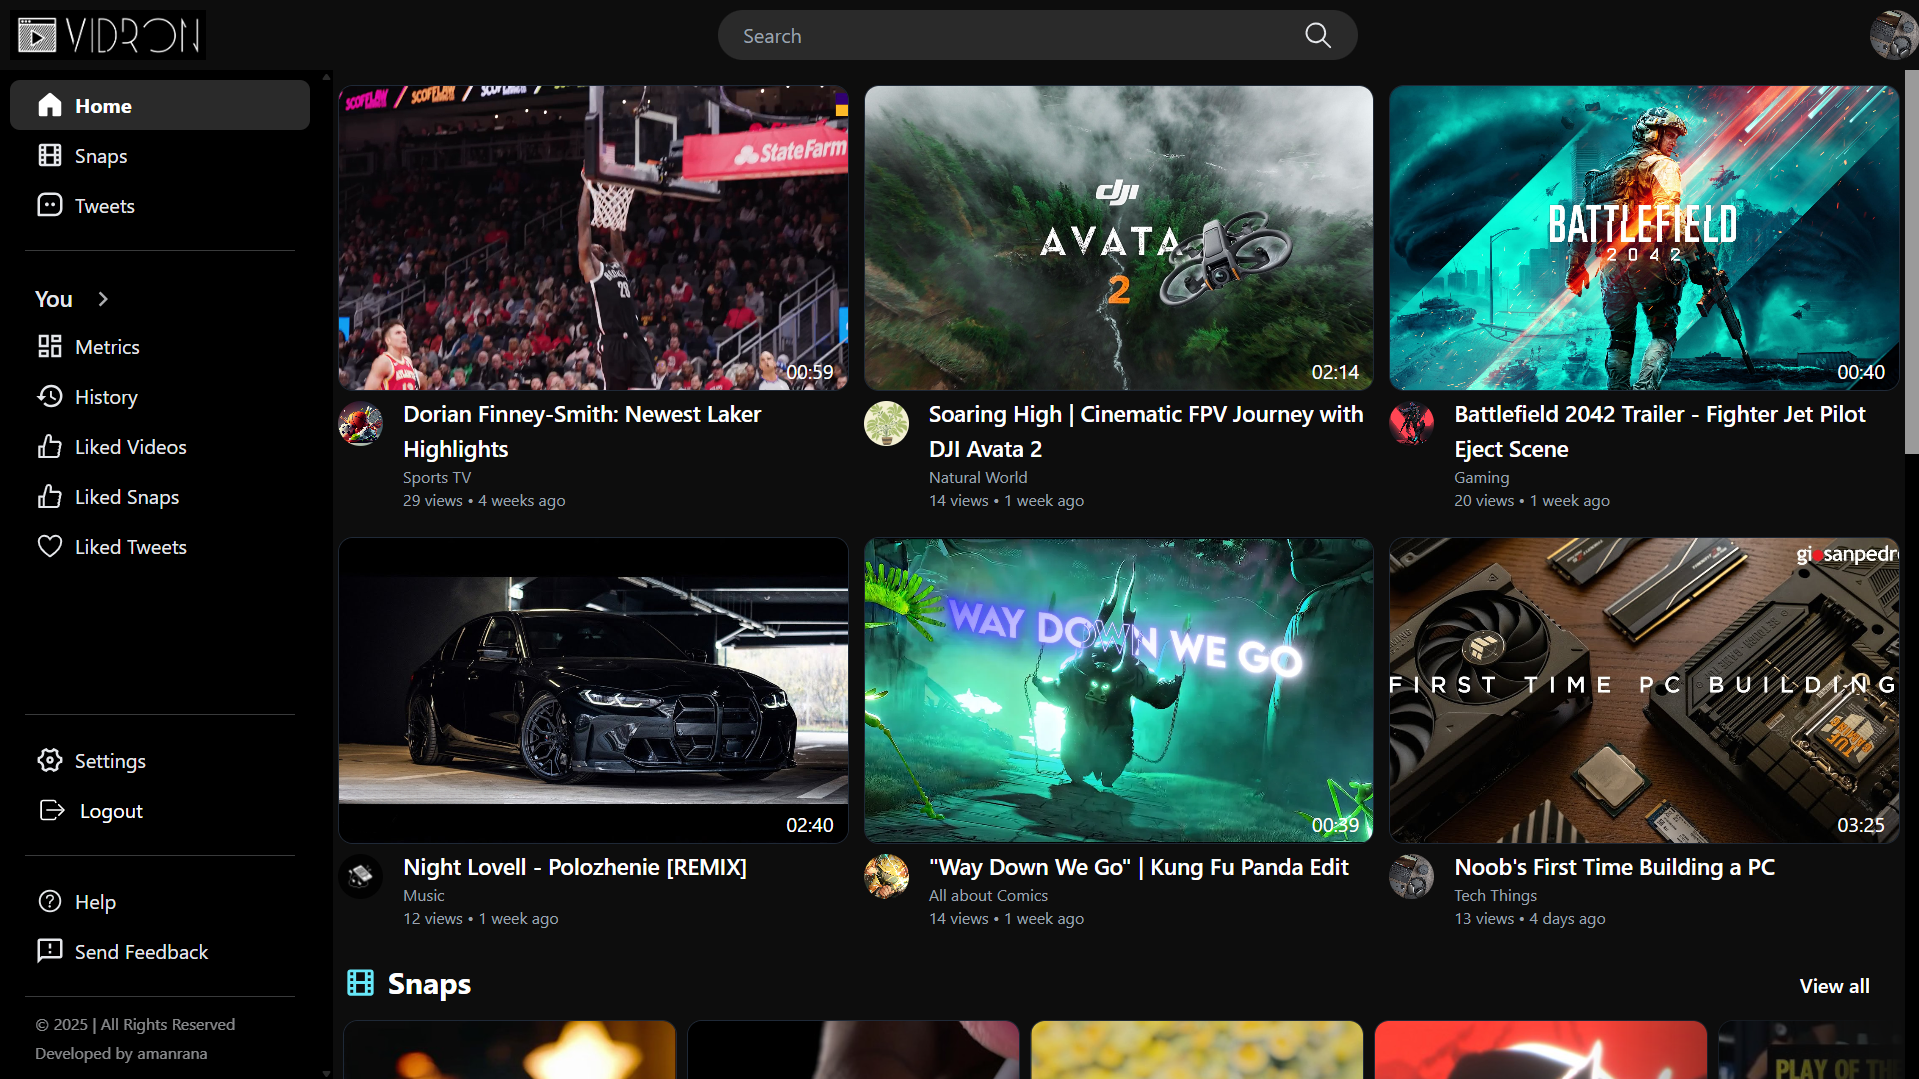 VIDRON
Search
Home
Snaps
Tweets
You
Metrics
History
Liked Videos
Liked Snaps
Liked Tweets
Settings
Logout
Help
Send Feedback
© 2025 | All Rights Reserved
Developed by amanrana
SCOFFLAW SCOFFLAW SCOFFLAW
StateFarm
BROOKLYN
28
00:59
Dorian Finney-Smith: Newest Laker
Highlights
Sports TV
29 views • 4 weeks ago
dji
AVATA
2
02:14
Soaring High | Cinematic FPV Journey with
DJI Avata 2
Natural World
14 views • 1 week ago
BATTLEFIELD
2042
00:40
Battlefield 2042 Trailer - Fighter Jet Pilot
Eject Scene
Gaming
20 views • 1 week ago
02:40
Night Lovell - Polozhenie [REMIX]
Music
12 views • 1 week ago
WAY DOWN WE GO
00:39
"Way Down We Go" | Kung Fu Panda Edit
All about Comics
14 views • 1 week ago
giosanpedr
FIRST TIME PC BUILDING
03:25
Noob's First Time Building a PC
Tech Things
13 views • 4 days ago
Snaps
View all
PLAY OF THE